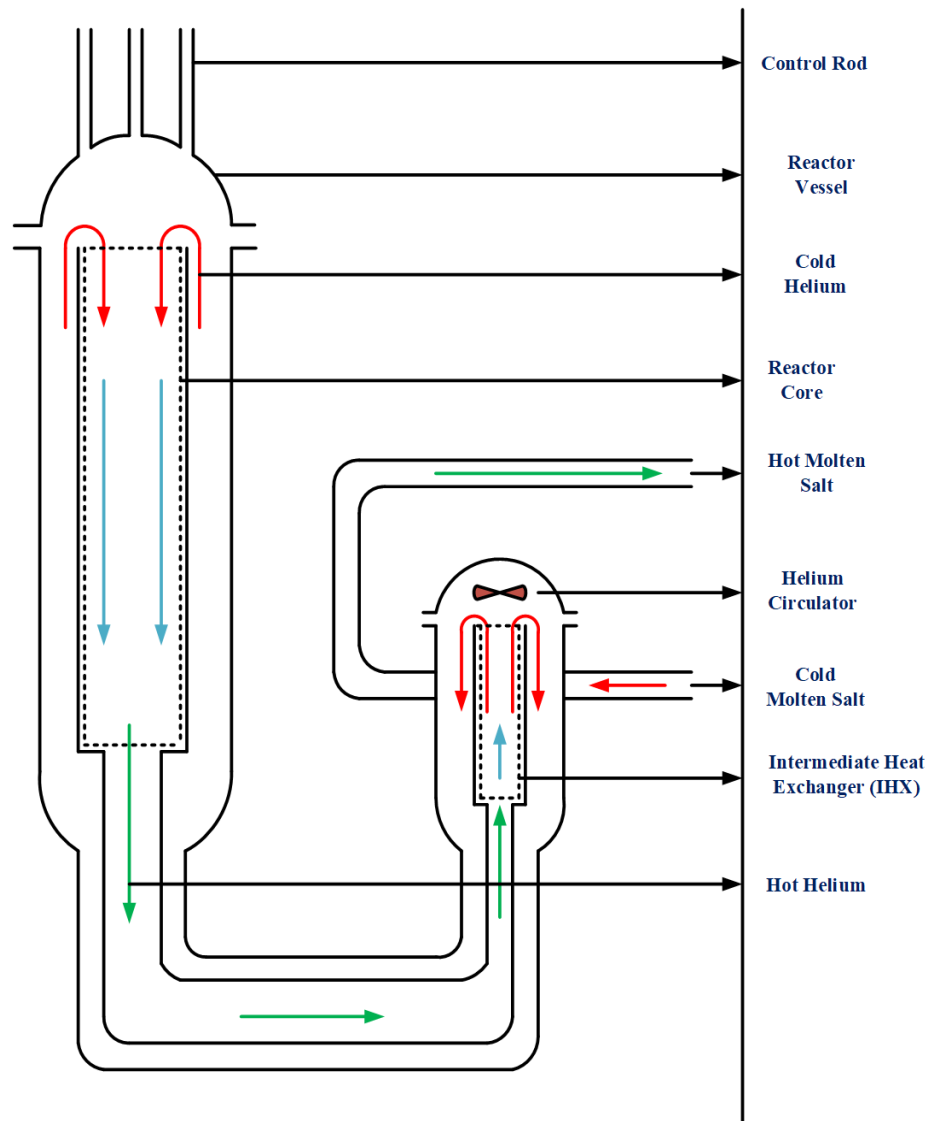 Control Rod
Reactor
Vessel
Cold
Helium
Reactor
Core
Hot Molten
Salt
Helium
Circulator
Cold
Molten Salt
Intermediate Heat
Exchanger (IHX)
Hot Helium